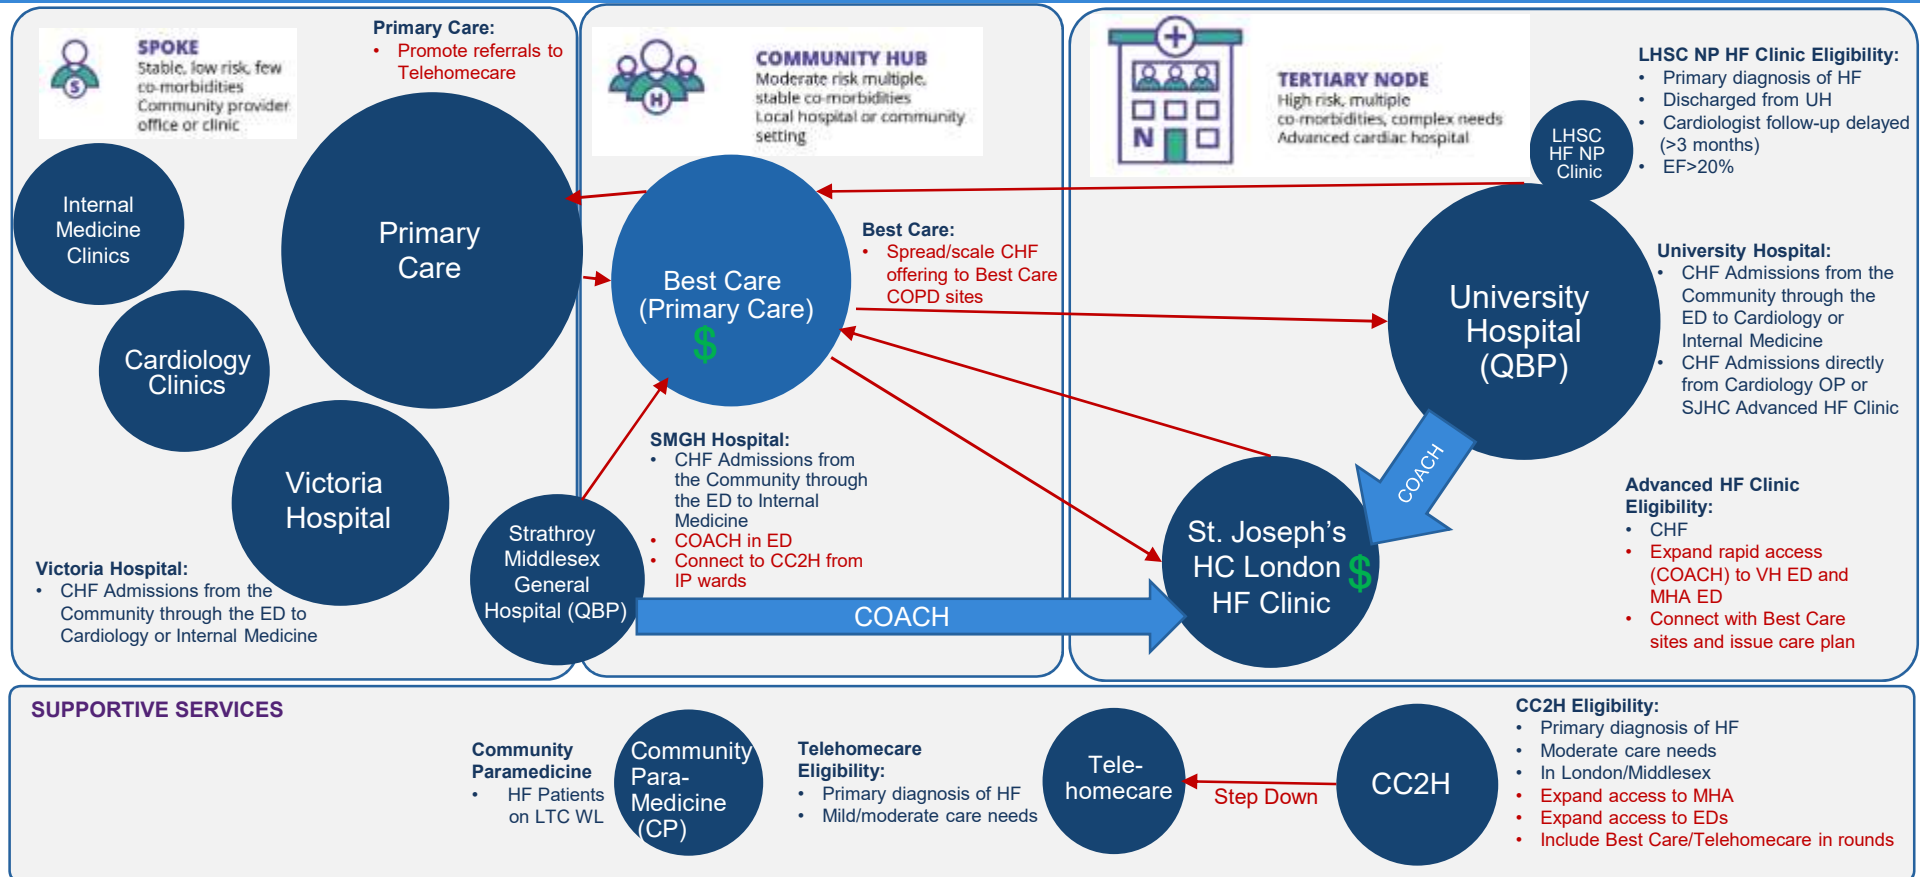 SPOKE
Stable, low risk, few
co-morbidities
Community provider
office or clinic
S
Primary Care:
• Promote referrals to
Telehomecare
Internal
Medicine
Clinics
Primary
Care
Cardiology
Clinics
Victoria
Hospital
Victoria Hospital:
• CHF Admissions from the
Community through the ED to
Cardiology or Internal Medicine
COMMUNITY HUB
Moderate risk multiple,
stable co-morbidities
Local hospital or community
setting
H
Best Care
(Primary Care)
$
Best Care:
• Spread/scale CHF
offering to Best Care
COPD sites
SMGH Hospital:
• CHF Admissions from
the Community through
the ED to Internal
Medicine
• COACH in ED
• Connect to CC2H from
IP wards
Strathroy
Middlesex
General
Hospital (QBP)
COACH
TERTIARY NODE
High risk, multiple
co-morbidities, complex needs
Advanced cardiac hospital
N
LHSC
HF NP
Clinic
LHSC NP HF Clinic Eligibility:
• Primary diagnosis of HF
• Discharged from UH
• Cardiologist follow-up delayed
(>3 months)
• EF>20%
University
Hospital
(QBP)
University Hospital:
• CHF Admissions from the
Community through the
ED to Cardiology or
Internal Medicine
• CHF Admissions directly
from Cardiology OP or
SJHC Advanced HF Clinic
COACH
St. Joseph’s
HC London $
HF Clinic
Advanced HF Clinic
Eligibility:
• CHF
• Expand rapid access
(COACH) to VH ED and
MHA ED
• Connect with Best Care
sites and issue care plan
SUPPORTIVE SERVICES
Community
Paramedicine
• HF Patients
on LTC WL
Community
Para-
Medicine
(CP)
Telehomecare
Eligibility:
• Primary diagnosis of HF
• Mild/moderate care needs
Tele-
homecare
Step Down
CC2H
CC2H Eligibility:
• Primary diagnosis of HF
• Moderate care needs
• In London/Middlesex
• Expand access to MHA
• Expand access to EDs
• Include Best Care/Telehomecare in rounds